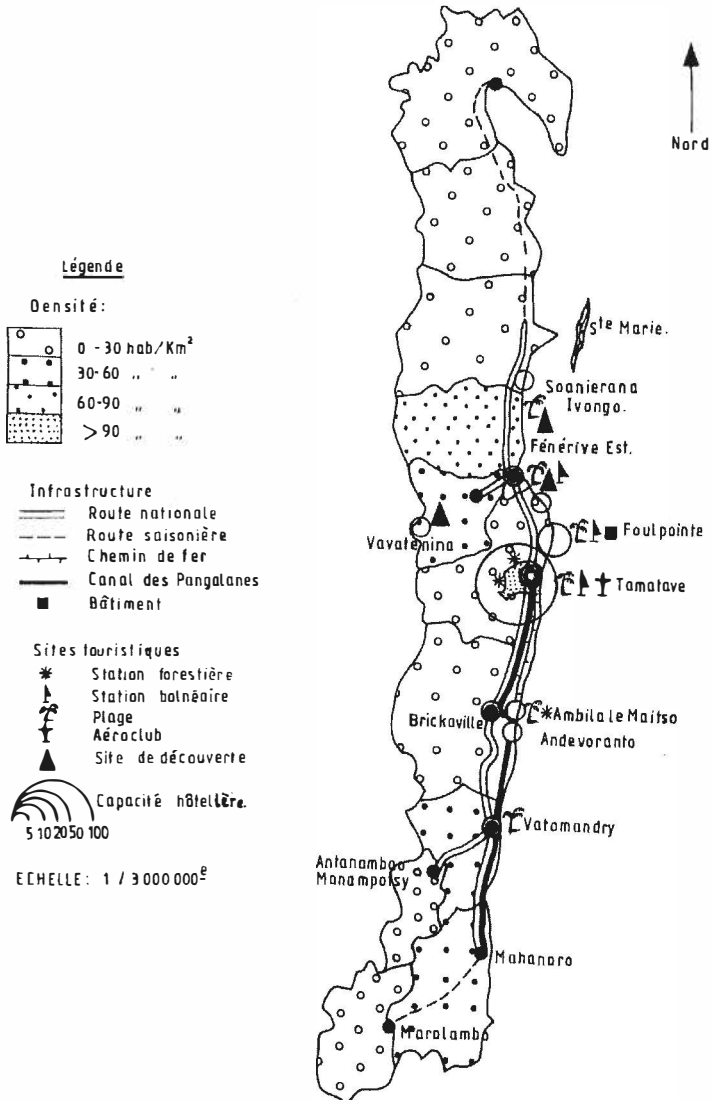 Nord
Légende
Densité:
0 - 30 hab/Km²
30-60 " "
60-90 " "
> 90 " "
Infrastructure
Route nationale
Route saisonière
Chemin de fer
Canal des Pangalanes
Bâtiment
Sites touristiques
Station forestière
Station balnéaire
Plage
Aéroclub
Site de découverte
Capacité hôtellère.
5 10 20 50 100
ECHELLE: 1 / 3 000 000e
Ste Marie.
Soanierana
Ivongo.
Fénérive Est.
Vavatenina
Foulpointe
Tamatave
Brickaville
Ambila le Maitso
Andevoranto
Vatomandry
Antanambao
Manampotsy
Mahanoro
Marolambo